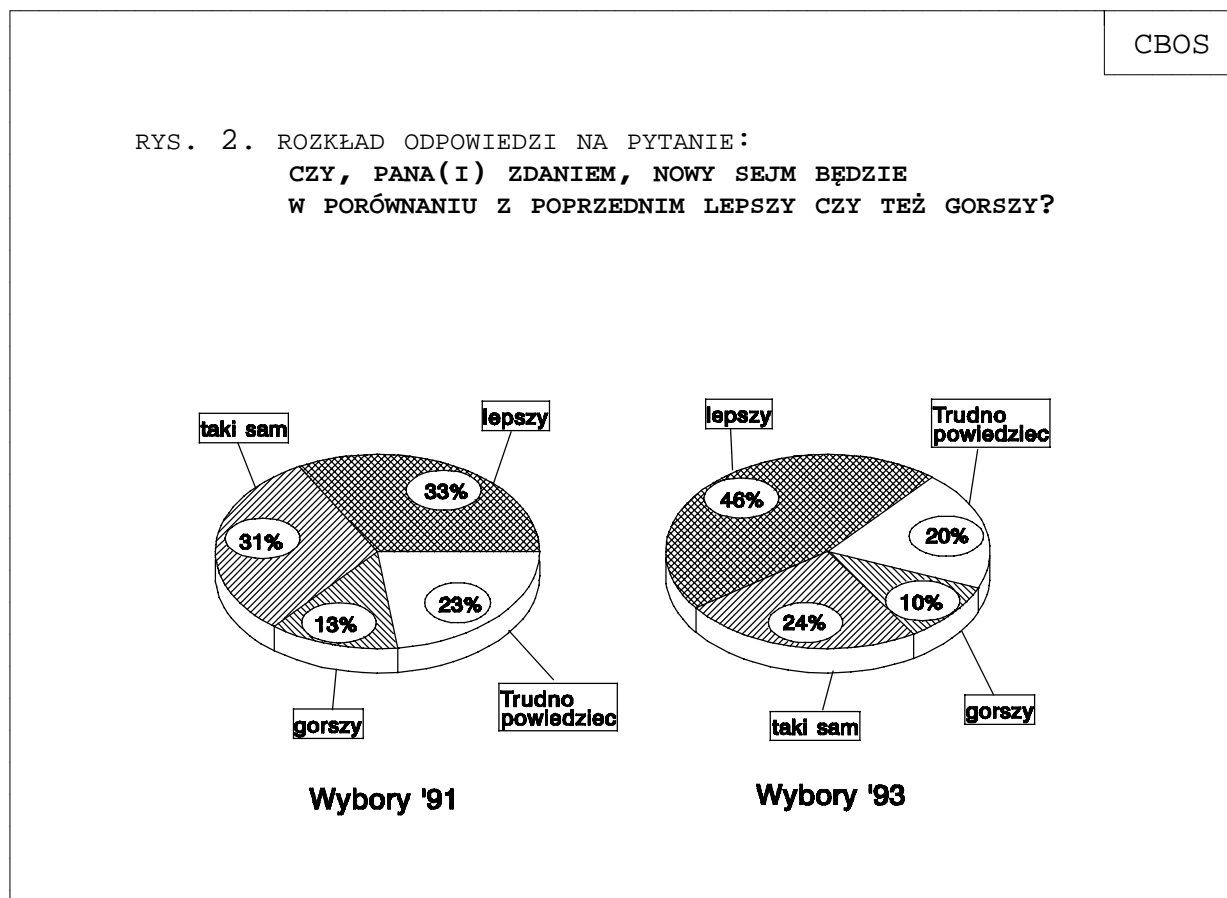 CBOS
RYS. 2. ROZKŁAD ODPOWIEDZI NA PYTANIE:
CZY, PANA(I) ZDANIEM, NOWY SEJM BĘDZIE
W PORÓWNANIU Z POPRZEDNIM LEPSZY CZY TEŻ GORSZY?
taki sam
lepszy
33%
31%
23%
13%
gorszy
Trudno
powiedziec
Wybory '91
lepszy
Trudno
powiedziec
46%
20%
10%
24%
taki sam
gorszy
Wybory '93